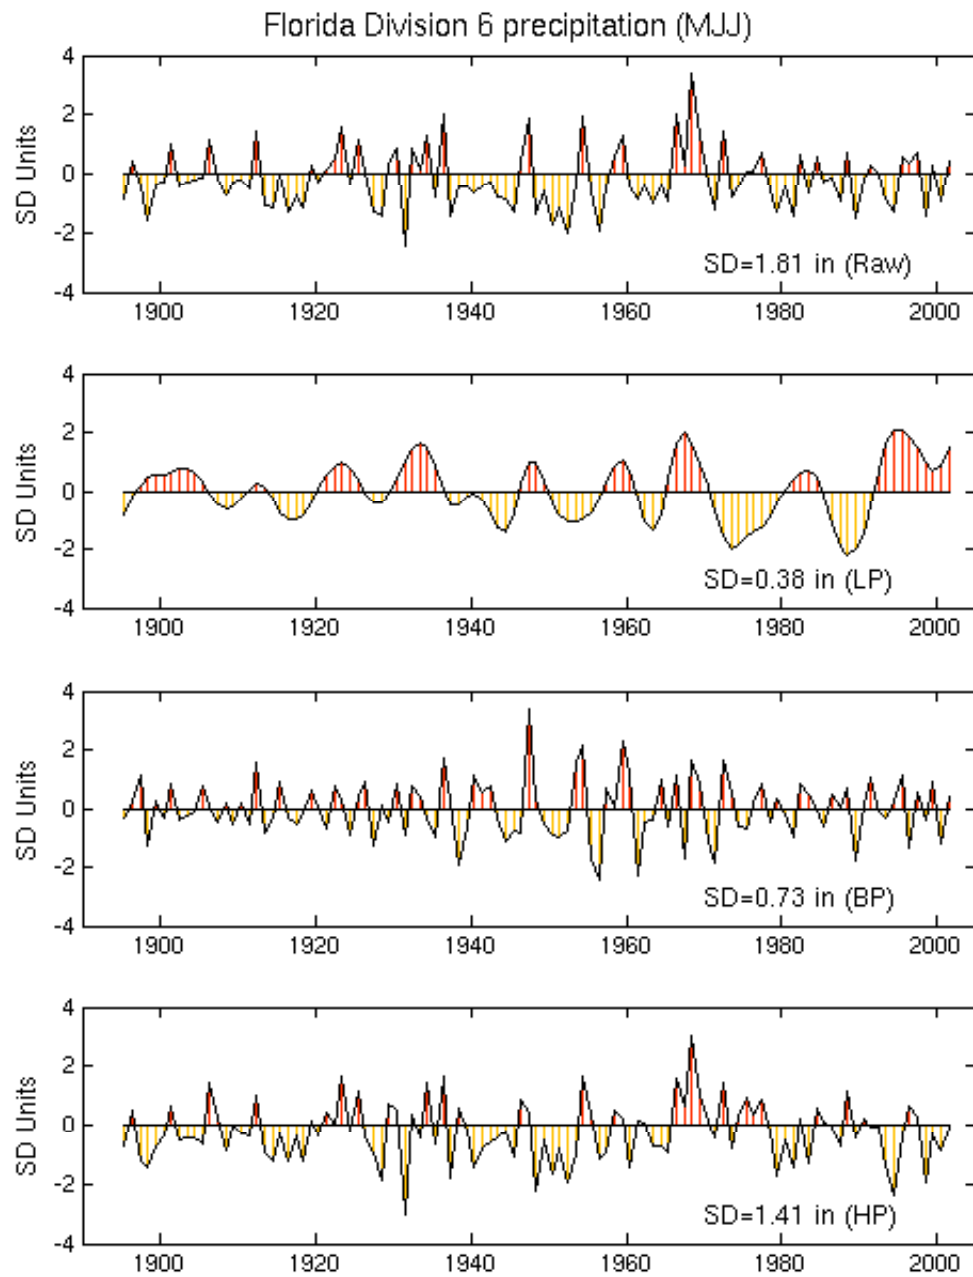 Florida Division 6 precipitation (MJJ)
4
2
0
-2
-4
SD Units
SD=1.81 in (Raw)
1900 1920 1940 1960 1980 2000
4
2
0
-2
-4
SD Units
SD=0.38 in (LP)
1900 1920 1940 1960 1980 2000
4
2
0
-2
-4
SD Units
SD=0.73 in (BP)
1900 1920 1940 1960 1980 2000
4
2
0
-2
-4
SD Units
SD=1.41 in (HP)
1900 1920 1940 1960 1980 2000